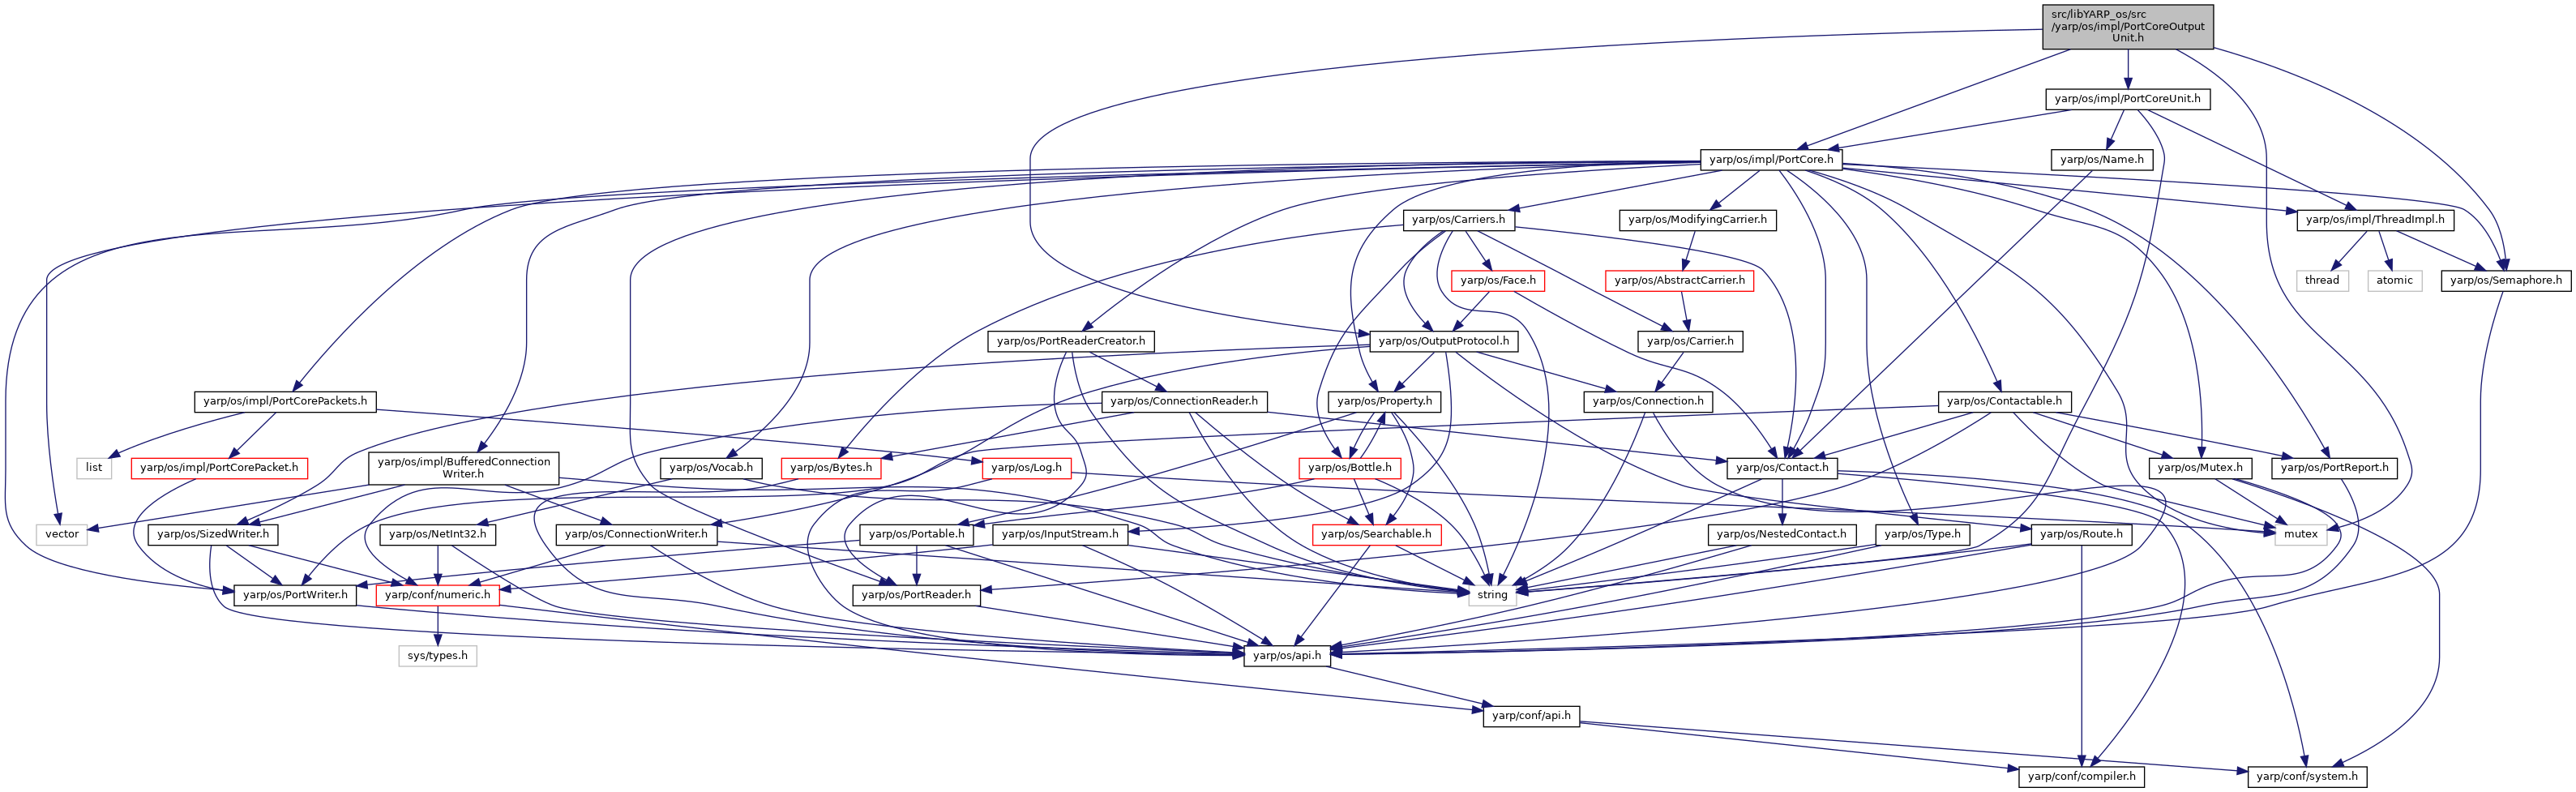 src/libYARP_os/src
/yarp/os/impl/PortCoreOutput
Unit.h
yarp/os/impl/PortCoreUnit.h
yarp/os/impl/PortCore.h
yarp/os/Name.h
yarp/os/Carriers.h
yarp/os/ModifyingCarrier.h
yarp/os/impl/ThreadImpl.h
yarp/os/Face.h
yarp/os/AbstractCarrier.h
thread
atomic
yarp/os/Semaphore.h
yarp/os/PortReaderCreator.h
yarp/os/OutputProtocol.h
yarp/os/Carrier.h
yarp/os/impl/PortCorePackets.h
yarp/os/ConnectionReader.h
yarp/os/Property.h
yarp/os/Connection.h
yarp/os/Contactable.h
list
yarp/os/impl/PortCorePacket.h
yarp/os/impl/BufferedConnection
Writer.h
yarp/os/Vocab.h
yarp/os/Bytes.h
yarp/os/Log.h
yarp/os/Bottle.h
yarp/os/Contact.h
yarp/os/Mutex.h
yarp/os/PortReport.h
vector
yarp/os/SizedWriter.h
yarp/os/NetInt32.h
yarp/os/ConnectionWriter.h
yarp/os/Portable.h
yarp/os/InputStream.h
yarp/os/Searchable.h
yarp/os/NestedContact.h
yarp/os/Type.h
yarp/os/Route.h
mutex
yarp/os/PortWriter.h
yarp/conf/numeric.h
yarp/os/PortReader.h
string
sys/types.h
yarp/os/api.h
yarp/conf/api.h
yarp/conf/compiler.h
yarp/conf/system.h